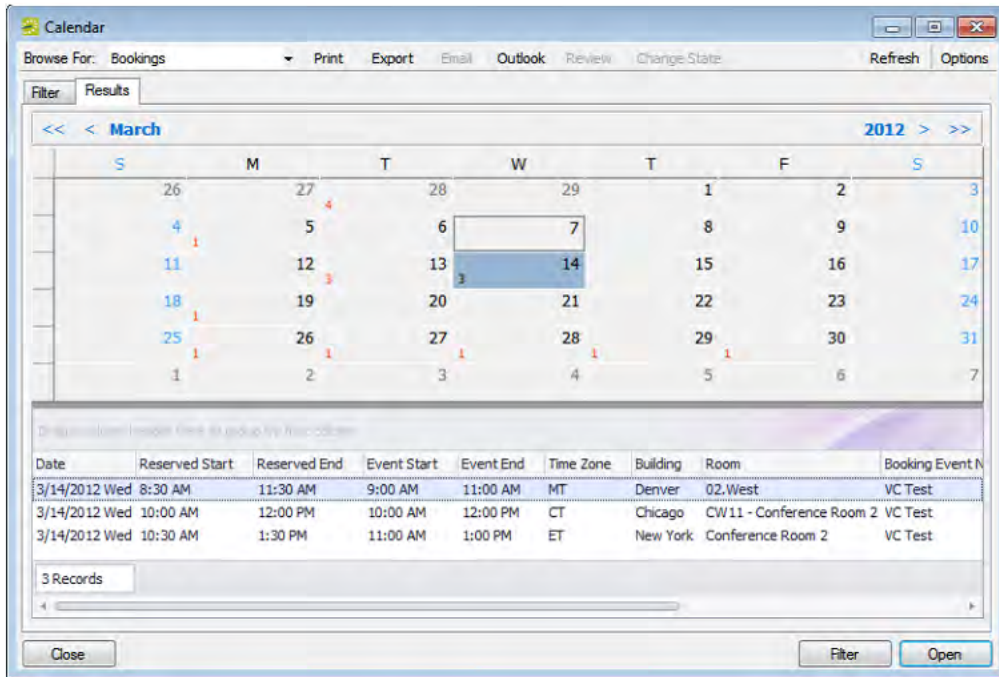 Calendar
Browse For: Bookings Print Export Email Outlook Review Change State Refresh Options
Filter Results
<< < March 2012 > >>
S M T W T F S
26 27 28 29 1 2 3
4
4 5 6 7 8 9 10
1
11 12 13 14 15 16 17
3 3
18 19 20 21 22 23 24
1
25 26 27 28 29 30 31
1 1 1 1 1
1 2 3 4 5 6 7
Date Reserved Start Reserved End Event Start Event End Time Zone Building Room Booking Event N
3/14/2012 Wed 8:30 AM 11:30 AM 9:00 AM 11:00 AM MT Denver 02.West VC Test
3/14/2012 Wed 10:00 AM 12:00 PM 10:00 AM 12:00 PM CT Chicago CW11 - Conference Room 2 VC Test
3/14/2012 Wed 10:30 AM 1:30 PM 11:00 AM 1:00 PM ET New York Conference Room 2 VC Test
3 Records
Close Filter Open